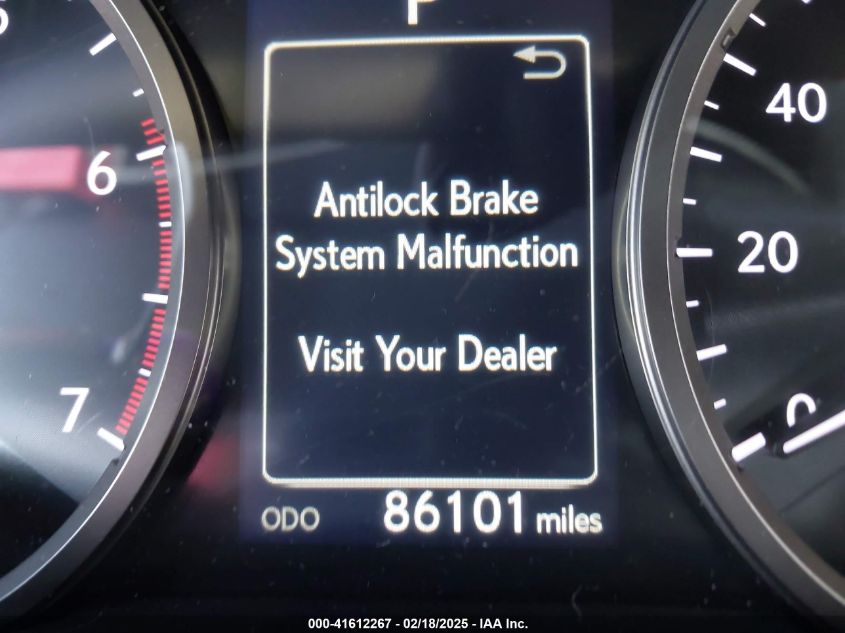 P
Antilock Brake
System Malfunction
Visit Your Dealer
ODO 86101 miles
6
7
40
20
0
000-41612267 - 02/18/2025 - IAA Inc.